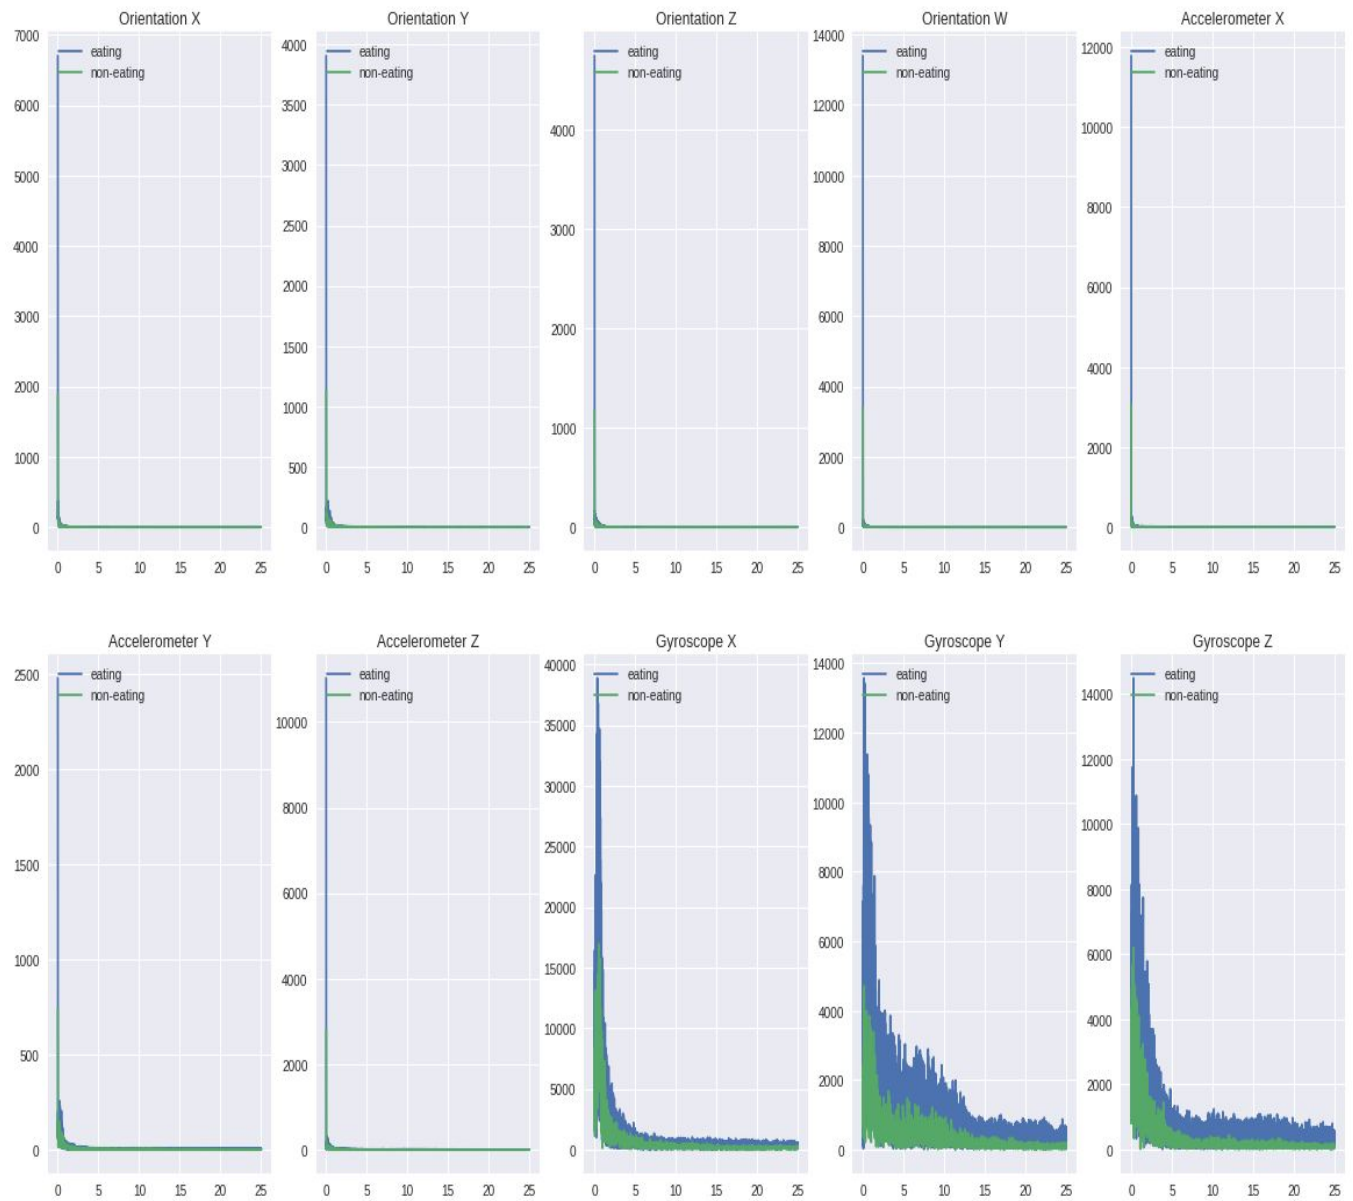 Orientation X
7000
6000
5000
4000
3000
2000
1000
0
0 5 10 15 20 25
eating
non-eating
Orientation Y
4000
3500
3000
2500
2000
1500
1000
500
0
0 5 10 15 20 25
eating
non-eating
Orientation Z
4000
3000
2000
1000
0
0 5 10 15 20 25
eating
non-eating
Orientation W
14000
12000
10000
8000
6000
4000
2000
0
0 5 10 15 20 25
eating
non-eating
Accelerometer X
12000
10000
8000
6000
4000
2000
0
0 5 10 15 20 25
eating
non-eating
Accelerometer Y
2500
2000
1500
1000
500
0
0 5 10 15 20 25
eating
non-eating
Accelerometer Z
10000
8000
6000
4000
2000
0
0 5 10 15 20 25
eating
non-eating
Gyroscope X
40000
35000
30000
25000
20000
15000
10000
5000
0
0 5 10 15 20 25
eating
non-eating
Gyroscope Y
14000
12000
10000
8000
6000
4000
2000
0
0 5 10 15 20 25
eating
non-eating
Gyroscope Z
14000
12000
10000
8000
6000
4000
2000
0
0 5 10 15 20 25
eating
non-eating